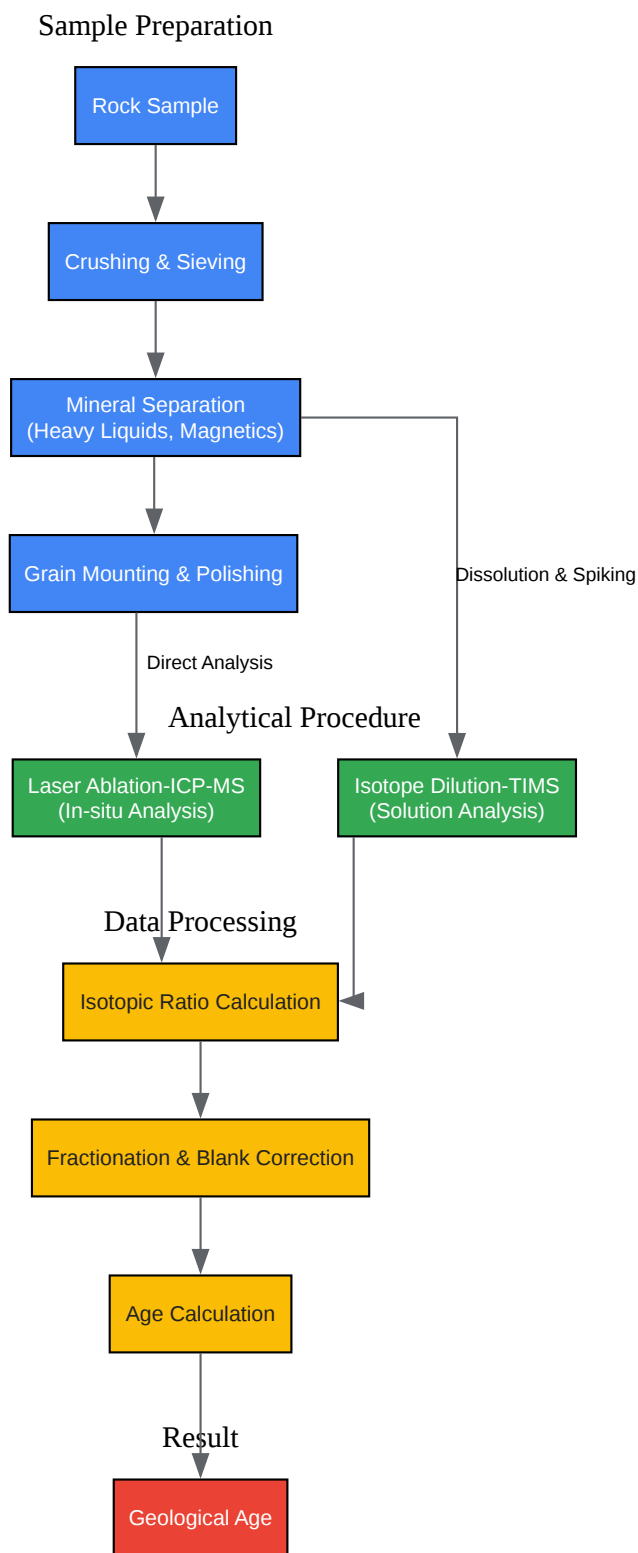 Sample Preparation
Rock Sample
Crushing & Sieving
Mineral Separation
(Heavy Liquids, Magnetics)
Grain Mounting & Polishing
Dissolution & Spiking
Direct Analysis
Analytical Procedure
Laser Ablation-ICP-MS
(In-situ Analysis)
Isotope Dilution-TIMS
(Solution Analysis)
Data Processing
Isotopic Ratio Calculation
Fractionation & Blank Correction
Age Calculation
Result
Geological Age